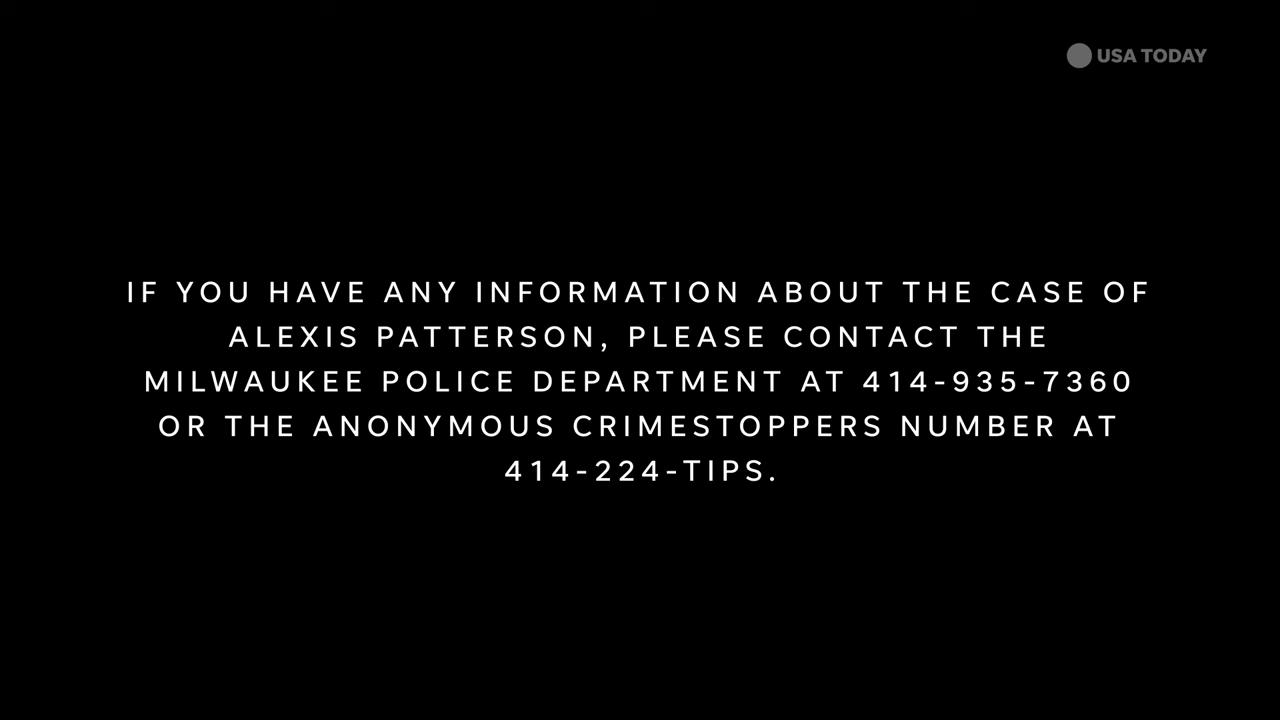 USA TODAY
IF YOU HAVE ANY INFORMATION ABOUT THE CASE OF
ALEXIS PATTERSON, PLEASE CONTACT THE
MILWAUKEE POLICE DEPARTMENT AT 414-935-7360
OR THE ANONYMOUS CRIMESTOPPERS NUMBER AT
414-224-TIPS.